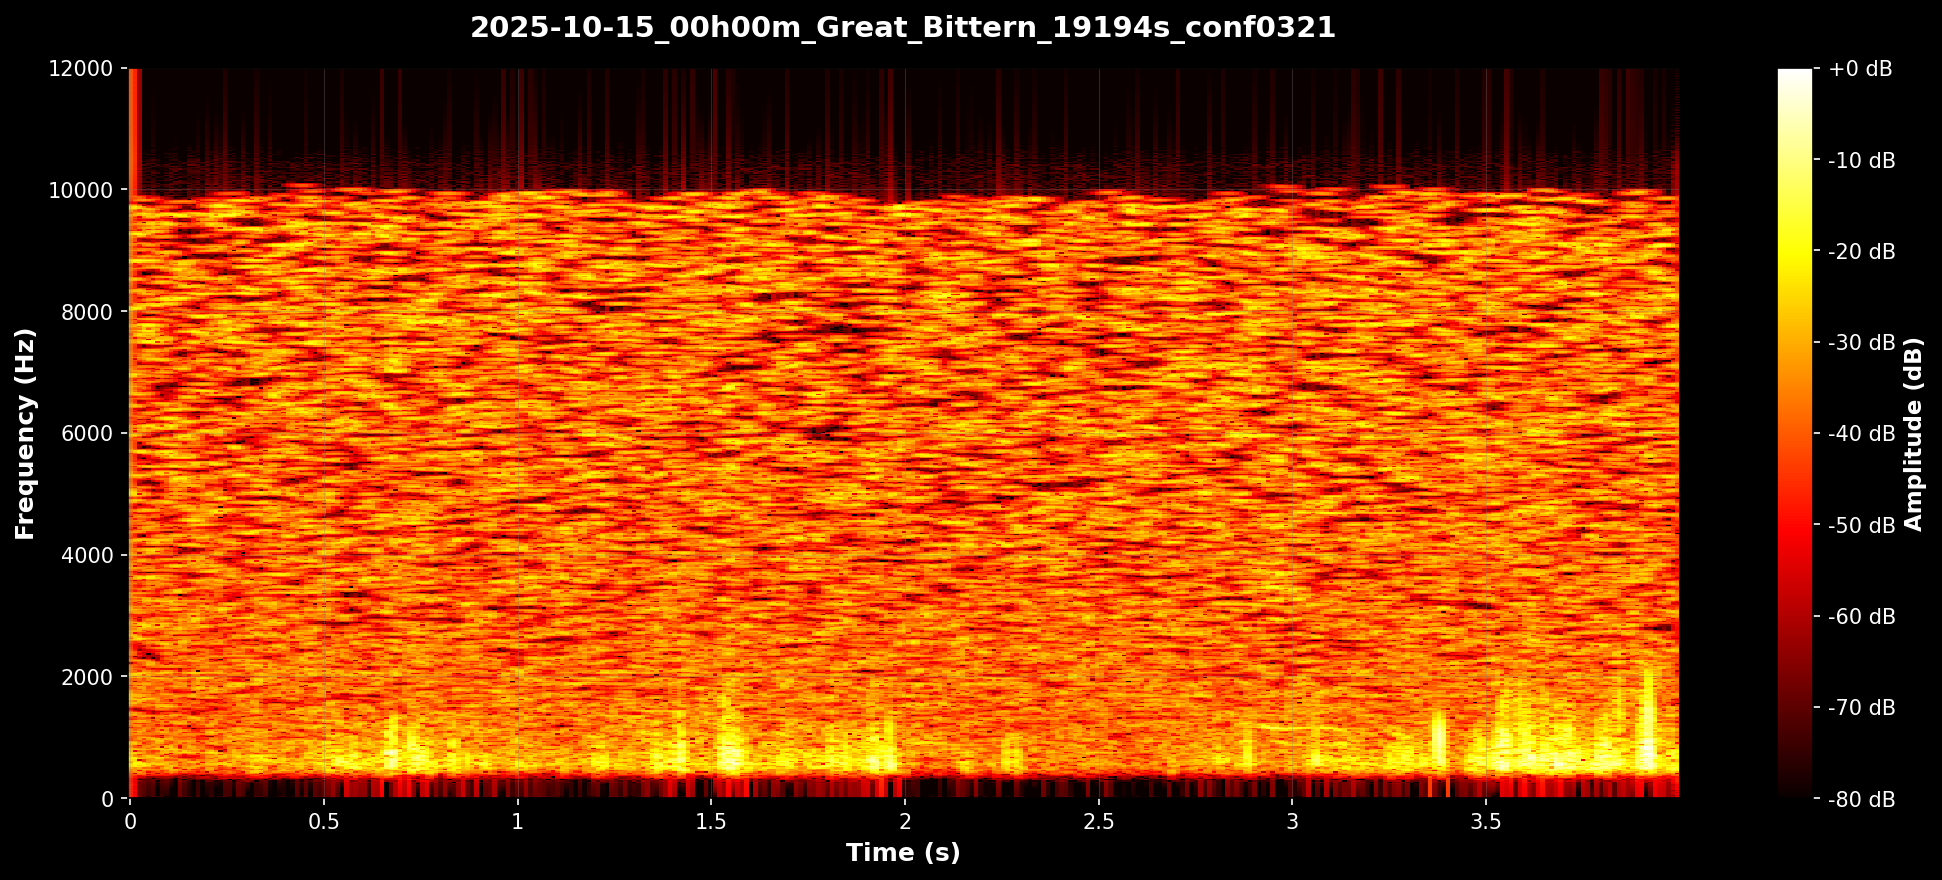 2025-10-15_00h00m_Great_Bittern_19194s_conf0321
12000
10000
8000
6000
4000
2000
0
Frequency (Hz)
0
0.5
1
1.5
2
2.5
3
3.5
Time (s)
+0 dB
-10 dB
-20 dB
-30 dB
-40 dB
-50 dB
-60 dB
-70 dB
-80 dB
Amplitude (dB)